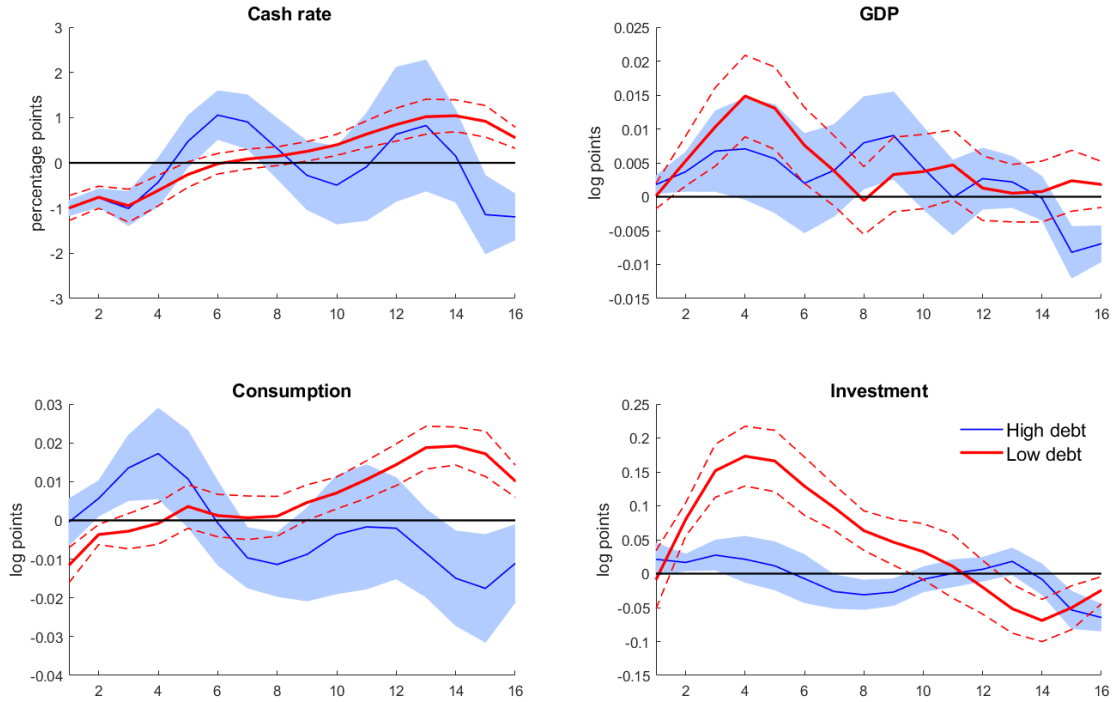 Cash rate
percentage points
3
2
1
0
-1
-2
-3
2 4 6 8 10 12 14 16
GDP
log points
0.025
0.02
0.015
0.01
0.005
0
-0.005
-0.01
-0.015
2 4 6 8 10 12 14 16
Consumption
log points
0.03
0.02
0.01
0
-0.01
-0.02
-0.03
-0.04
2 4 6 8 10 12 14 16
Investment
log points
0.25
0.2
0.15
0.1
0.05
0
-0.05
-0.1
-0.15
2 4 6 8 10 12 14 16
High debt
Low debt